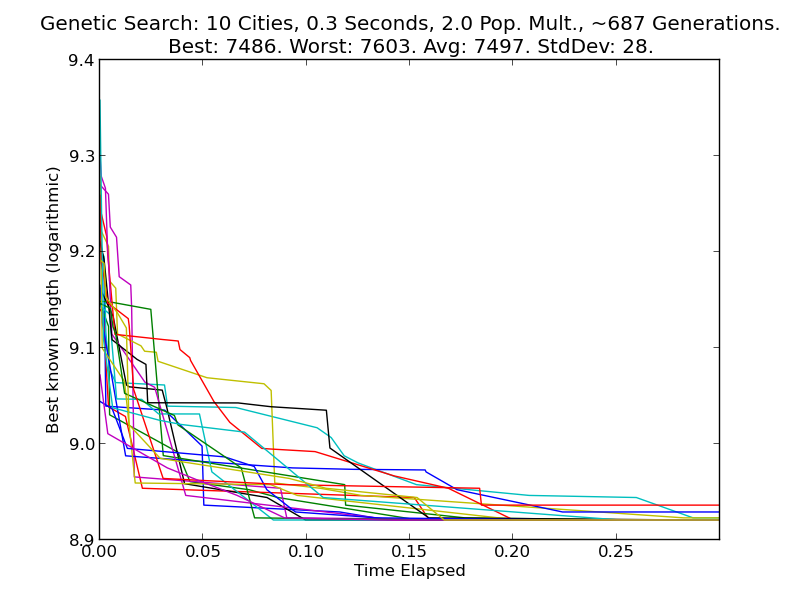 Genetic Search: 10 Cities, 0.3 Seconds, 2.0 Pop. Mult., ~687 Generations.
Best: 7486. Worst: 7603. Avg: 7497. StdDev: 28.
Best known length (logarithmic)
9.4
9.3
9.2
9.1
9.0
8.9
0.00 0.05 0.10 0.15 0.20 0.25
Time Elapsed